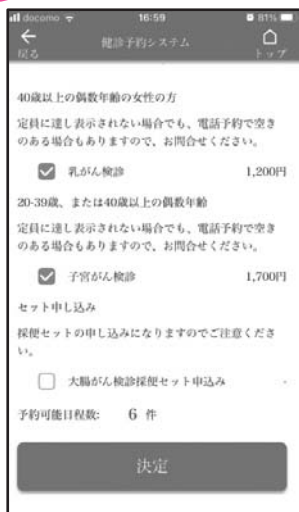 docomo 16:59 81%
健診予約システム
戻る トップ
40歳以上の偶数年齢の女性の方
定員に達し表示されない場合でも、電話予約で空き
のある場合もありますので、お問合せください。
乳がん検診 1,200円
20-39歳、または40歳以上の偶数年齢
定員に達し表示されない場合でも、電話予約で空き
のある場合もありますので、お問合せください。
子宮がん検診 1,700円
セット申し込み
採便セットの申し込みになりますのでご注意くださ
い。
大腸がん検診採便セット申込み -
予約可能日程数: 6 件
決定